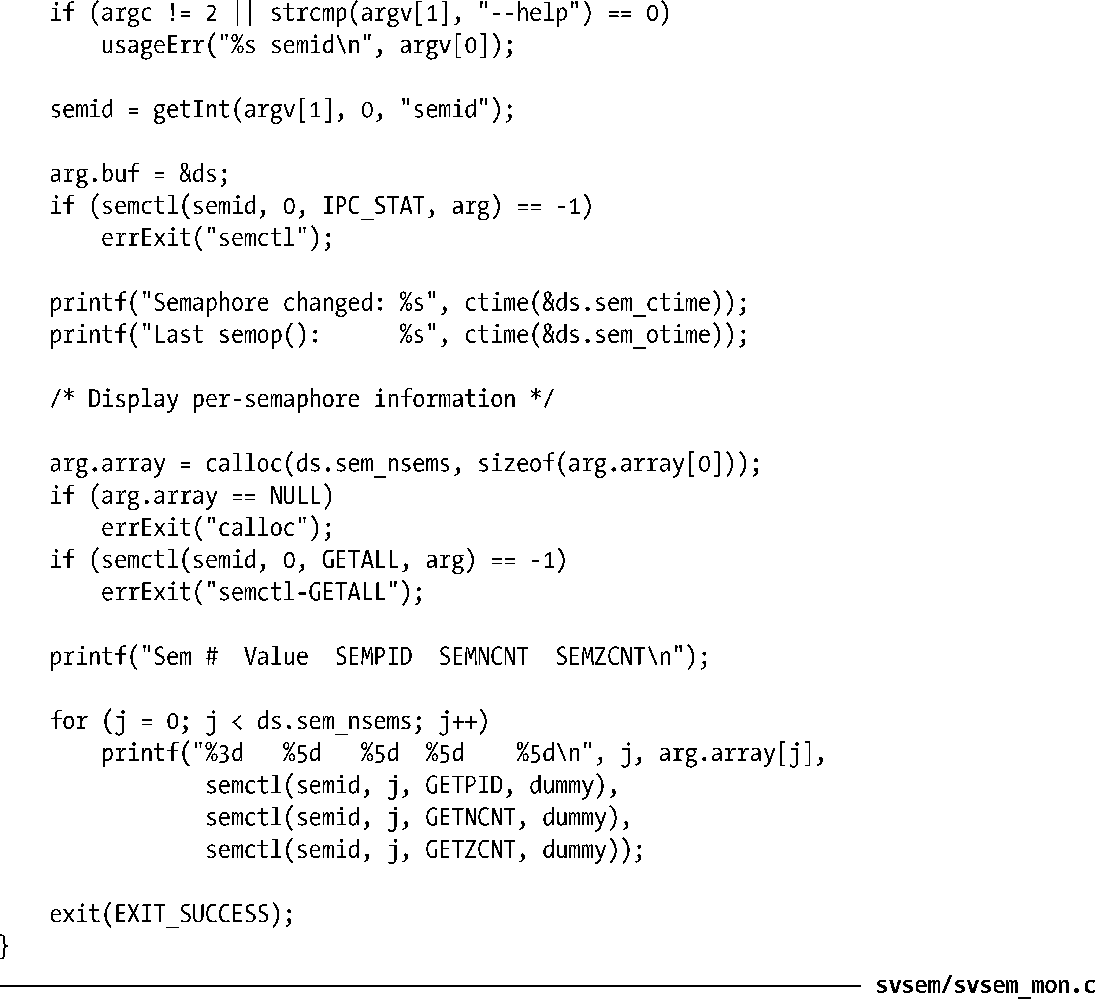 if (argc != 2 || strcmp(argv[1], "--help") == 0)
        usageErr("%s semid\n", argv[0]);

    semid = getInt(argv[1], 0, "semid");

    arg.buf = &ds;
    if (semctl(semid, 0, IPC_STAT, arg) == -1)
        errExit("semctl");

    printf("Semaphore changed: %s", ctime(&ds.sem_ctime));
    printf("Last semop():      %s", ctime(&ds.sem_otime));

    /* Display per-semaphore information */

    arg.array = calloc(ds.sem_nsems, sizeof(arg.array[0]));
    if (arg.array == NULL)
        errExit("calloc");
    if (semctl(semid, 0, GETALL, arg) == -1)
        errExit("semctl-GETALL");

    printf("Sem #  Value  SEMPID  SEMNCNT  SEMZCNT\n");

    for (j = 0; j < ds.sem_nsems; j++)
        printf("%3d   %5d   %5d  %5d    %5d\n", j, arg.array[j],
                semctl(semid, j, GETPID, dummy),
                semctl(semid, j, GETNCNT, dummy),
                semctl(semid, j, GETZCNT, dummy));

    exit(EXIT_SUCCESS);
}
svsem/svsem_mon.c